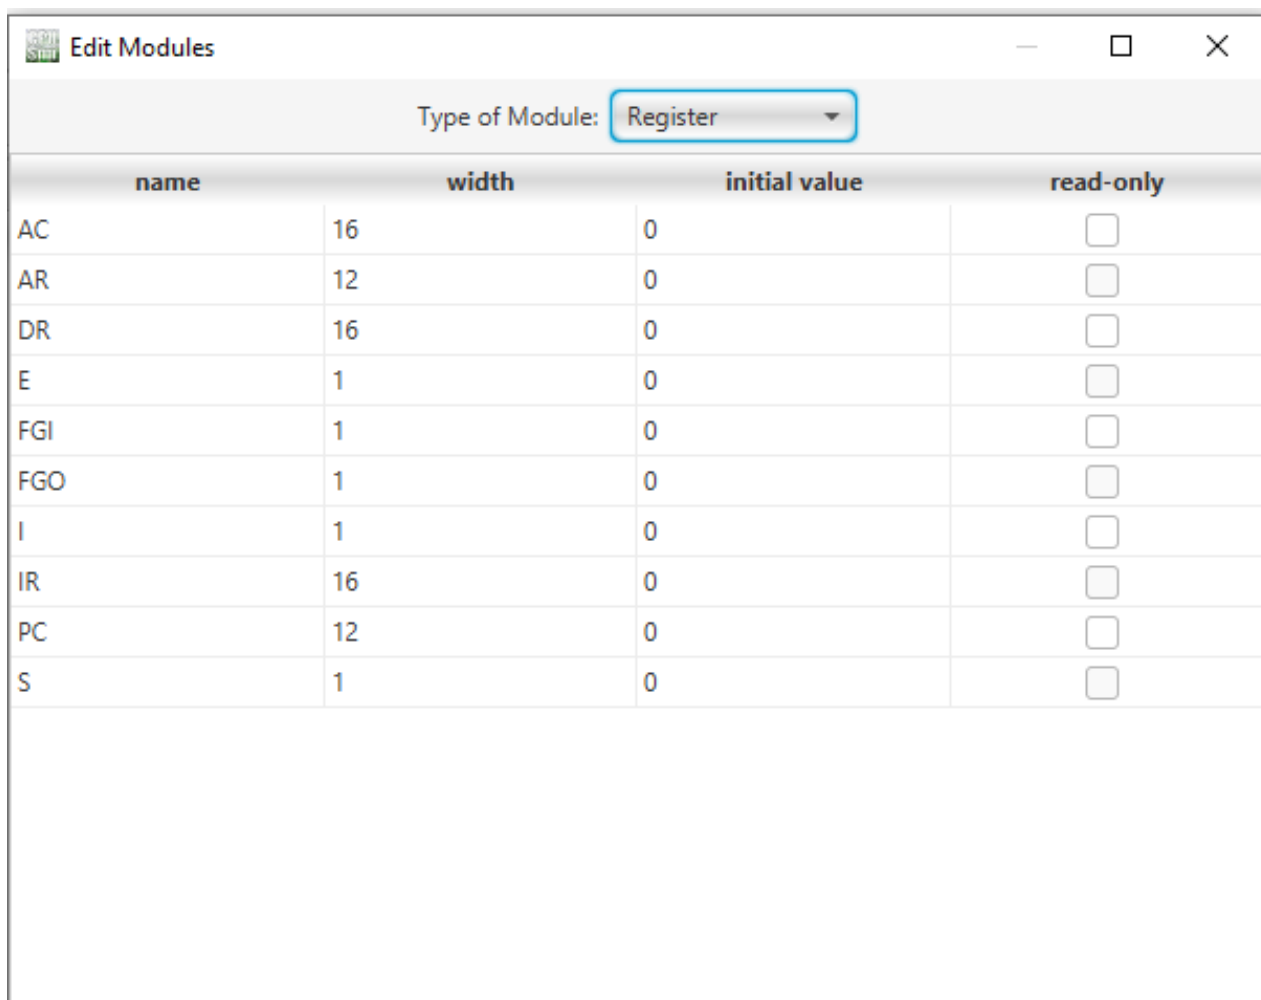 Edit Modules
Type of Module: Register
name width initial value read-only
AC 16 0
AR 12 0
DR 16 0
E 1 0
FGI 1 0
FGO 1 0
I 1 0
IR 16 0
PC 12 0
S 1 0